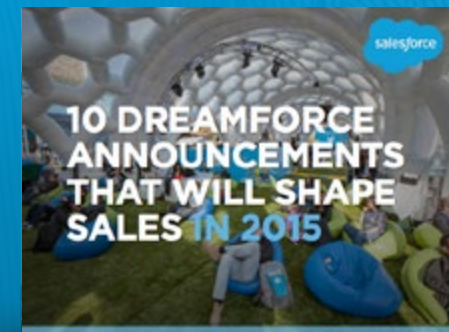 salesforce
10 DREAMFORCE
ANNOUNCEMENTS
THAT WILL SHAPE
SALES IN 2015